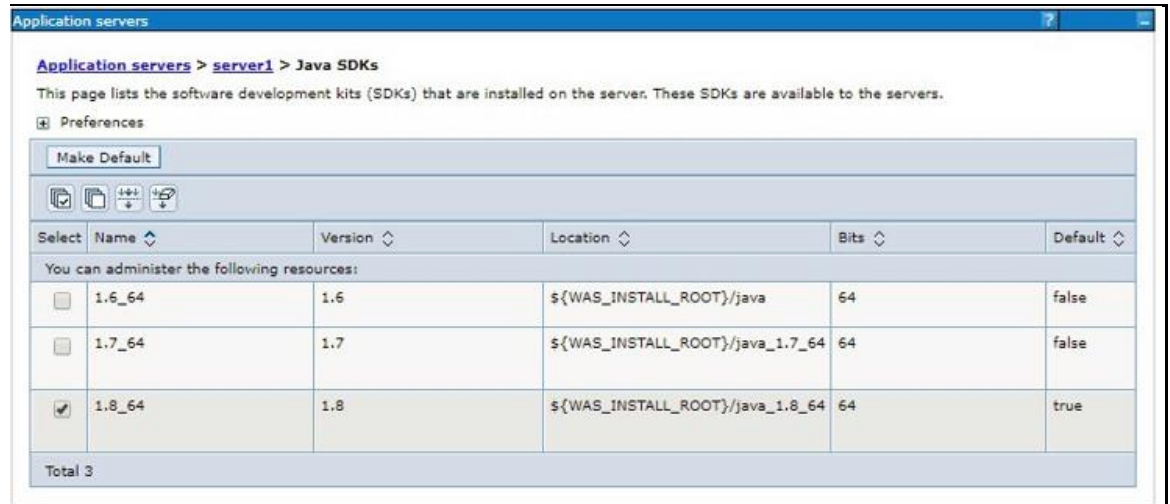 Application servers ? –
Application servers > server1 > Java SDKs
This page lists the software development kits (SDKs) that are installed on the server. These SDKs are available to the servers.
Preferences
Make Default
Select Name Version Location Bits Default
You can administer the following resources:
1.6_64 1.6 ${WAS_INSTALL_ROOT}/java 64 false
1.7_64 1.7 ${WAS_INSTALL_ROOT}/java_1.7_64 64 false
1.8_64 1.8 ${WAS_INSTALL_ROOT}/java_1.8_64 64 true
Total 3